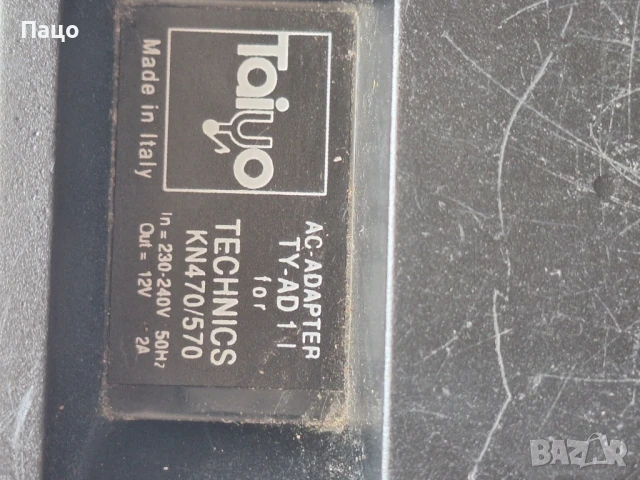 Пацо
Taiyo
Made in Italy
AC-ADAPTER
TY-AD 1 I
for
TECHNICS
KN470/570
In = 230-240V 50Hz
Out = 12V 2A
BAZAR